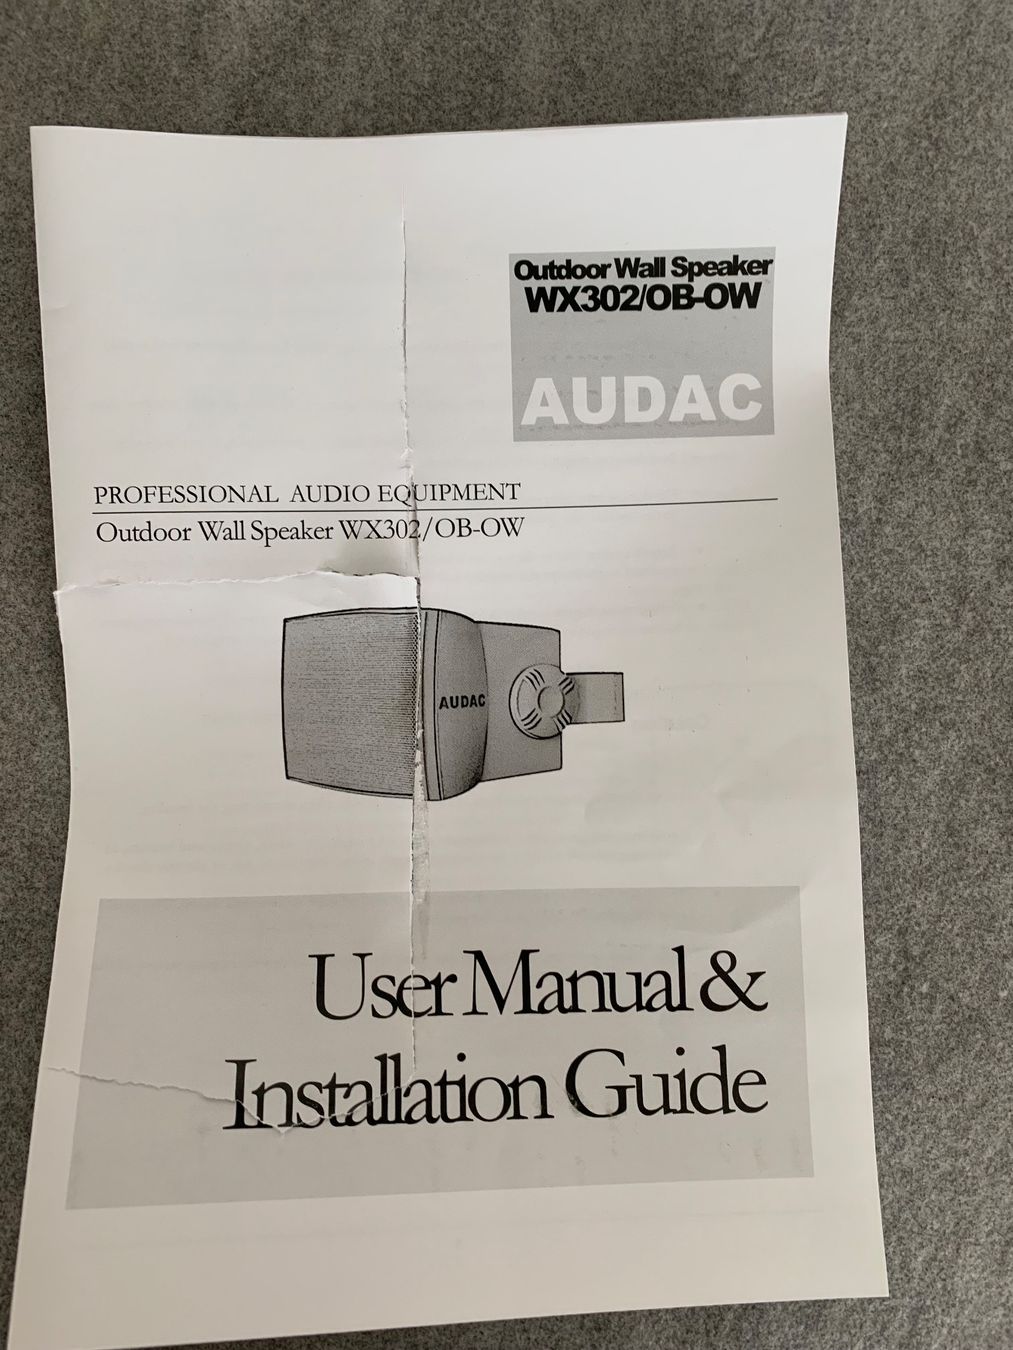 Outdoor Wall Speaker
WX302/OB-OW
AUDAC
PROFESSIONAL AUDIO EQUIPMENT
Outdoor Wall Speaker WX302/OB-OW
AUDAC
User Manual &
Installation Guide